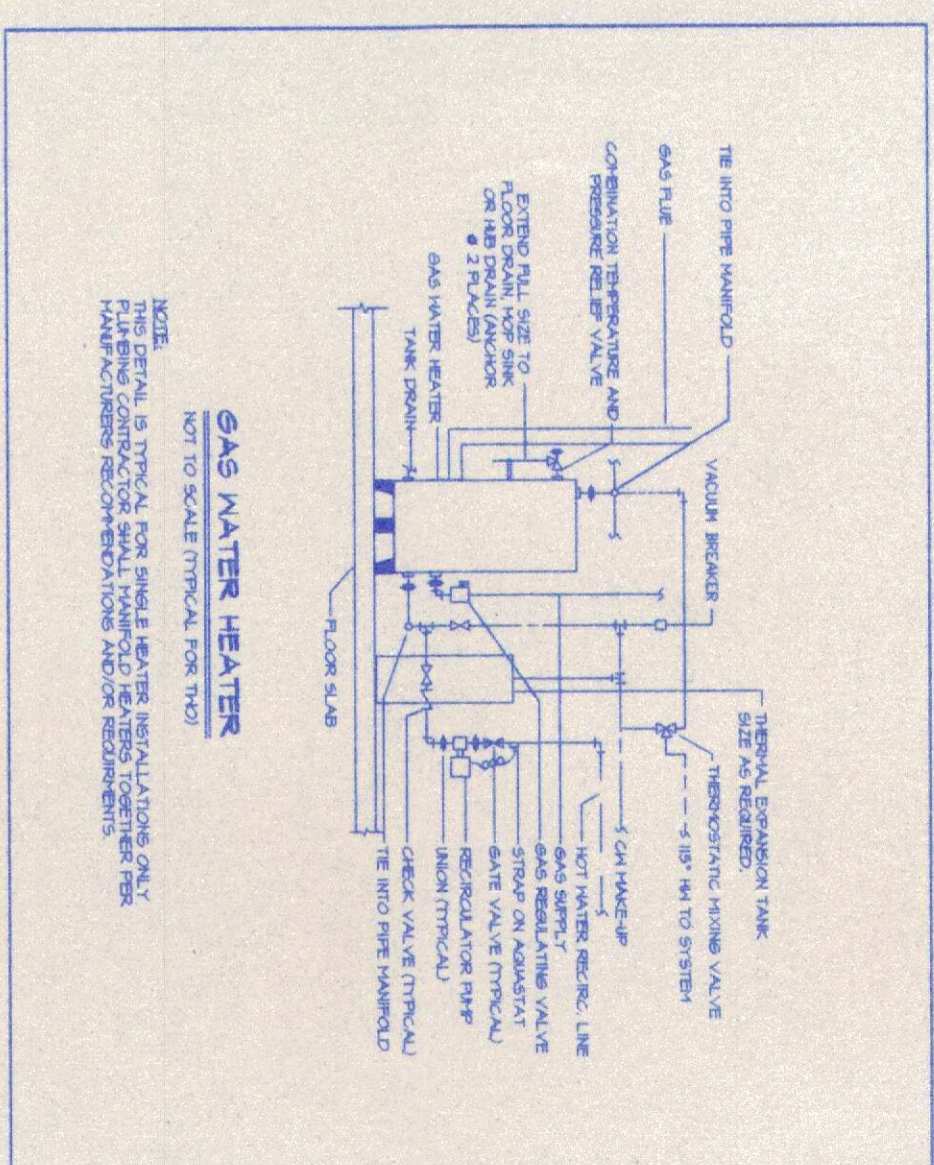 TIE INTO PIPE MANIFOLD
GAS FLUE
COMBINATION TEMPERATURE AND
PRESSURE RELIEF VALVE
EXTEND FULL SIZE TO
FLOOR DRAIN, MOP SINK
OR HUB DRAIN (ANCHOR
@ 2 PLACES)
GAS WATER HEATER
TANK DRAIN
VACUUM BREAKER
THERMAL EXPANSION TANK
SIZE AS REQUIRED.
THERMOSTATIC MIXING VALVE
115° HW TO SYSTEM
CW MAKE-UP
HOT WATER RECIRC. LINE
GAS SUPPLY
GAS REGULATING VALVE
STRAP ON AQUASTAT
GATE VALVE (TYPICAL)
RECIRCULATOR PUMP
UNION (TYPICAL)
CHECK VALVE (TYPICAL)
TIE INTO PIPE MANIFOLD
FLOOR SLAB
GAS WATER HEATER
NOT TO SCALE (TYPICAL FOR TWO)
NOTE:
THIS DETAIL IS TYPICAL FOR SINGLE HEATER INSTALLATIONS ONLY
PLUMBING CONTRACTOR SHALL MANIFOLD HEATERS TOGETHER PER
MANUFACTURERS RECOMMENDATIONS AND/OR REQUIRMENTS.